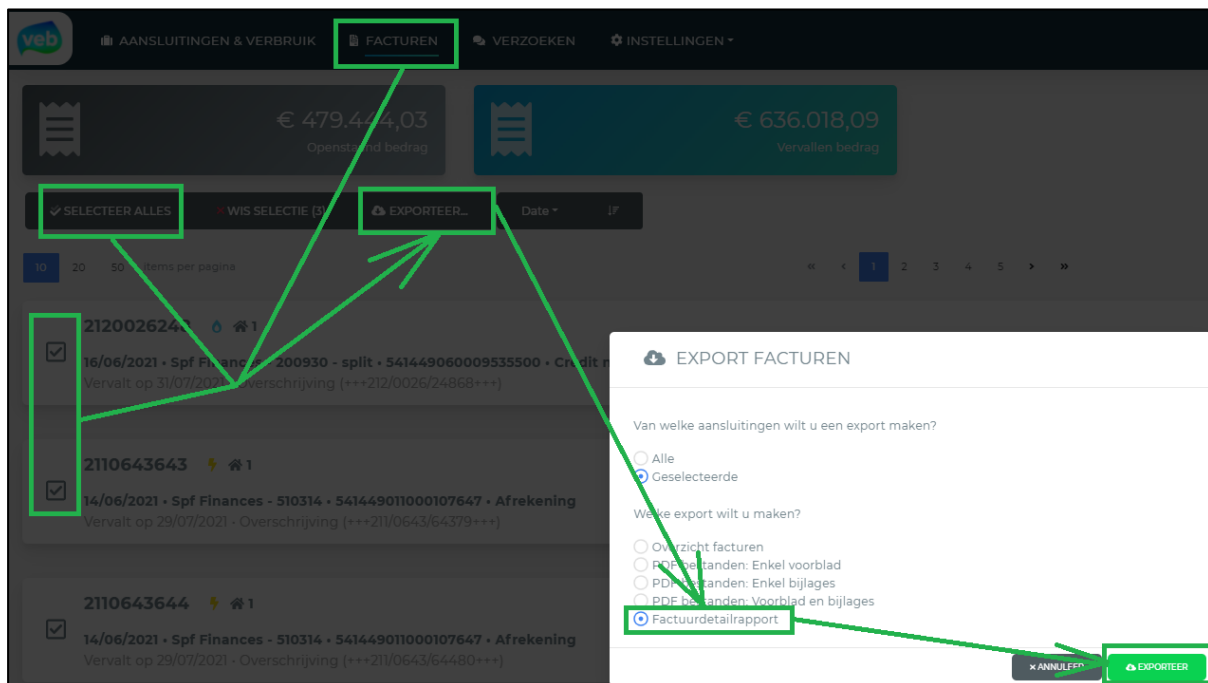 veb
AANSLUITINGEN & VERBRUIK FACTUREN VERZOEKEN INSTELLINGEN
€ 479.444,03
Openstaand bedrag
€ 636.018,09
Vervallen bedrag
SELECTEER ALLES WIS SELECTIE (3) EXPORTEER... Date
10 20 50 items per pagina
« ‹ 1 2 3 4 5 › »
2120026248 1
16/06/2021 • Spf Finances - 200930 - split • 541449060009535500 • Credit n
Vervalt op 31/07/2021 - Overschrijving (+++212/0026/24868+++)
2110643643 1
14/06/2021 • Spf Finances - 510314 • 541449011000107647 • Afrekening
Vervalt op 29/07/2021 - Overschrijving (+++211/0643/64379+++)
2110643644 1
14/06/2021 • Spf Finances - 510314 • 541449011000107647 • Afrekening
Vervalt op 29/07/2021 - Overschrijving (+++211/0643/64480+++)
EXPORT FACTUREN
Van welke aansluitingen wilt u een export maken?
Alle
Geselecteerde
Welke export wilt u maken?
Overzicht facturen
PDF bestanden: Enkel voorblad
PDF bestanden: Enkel bijlages
PDF bestanden: Voorblad en bijlages
Factuurdetailrapport
× ANNULEER EXPORTEER